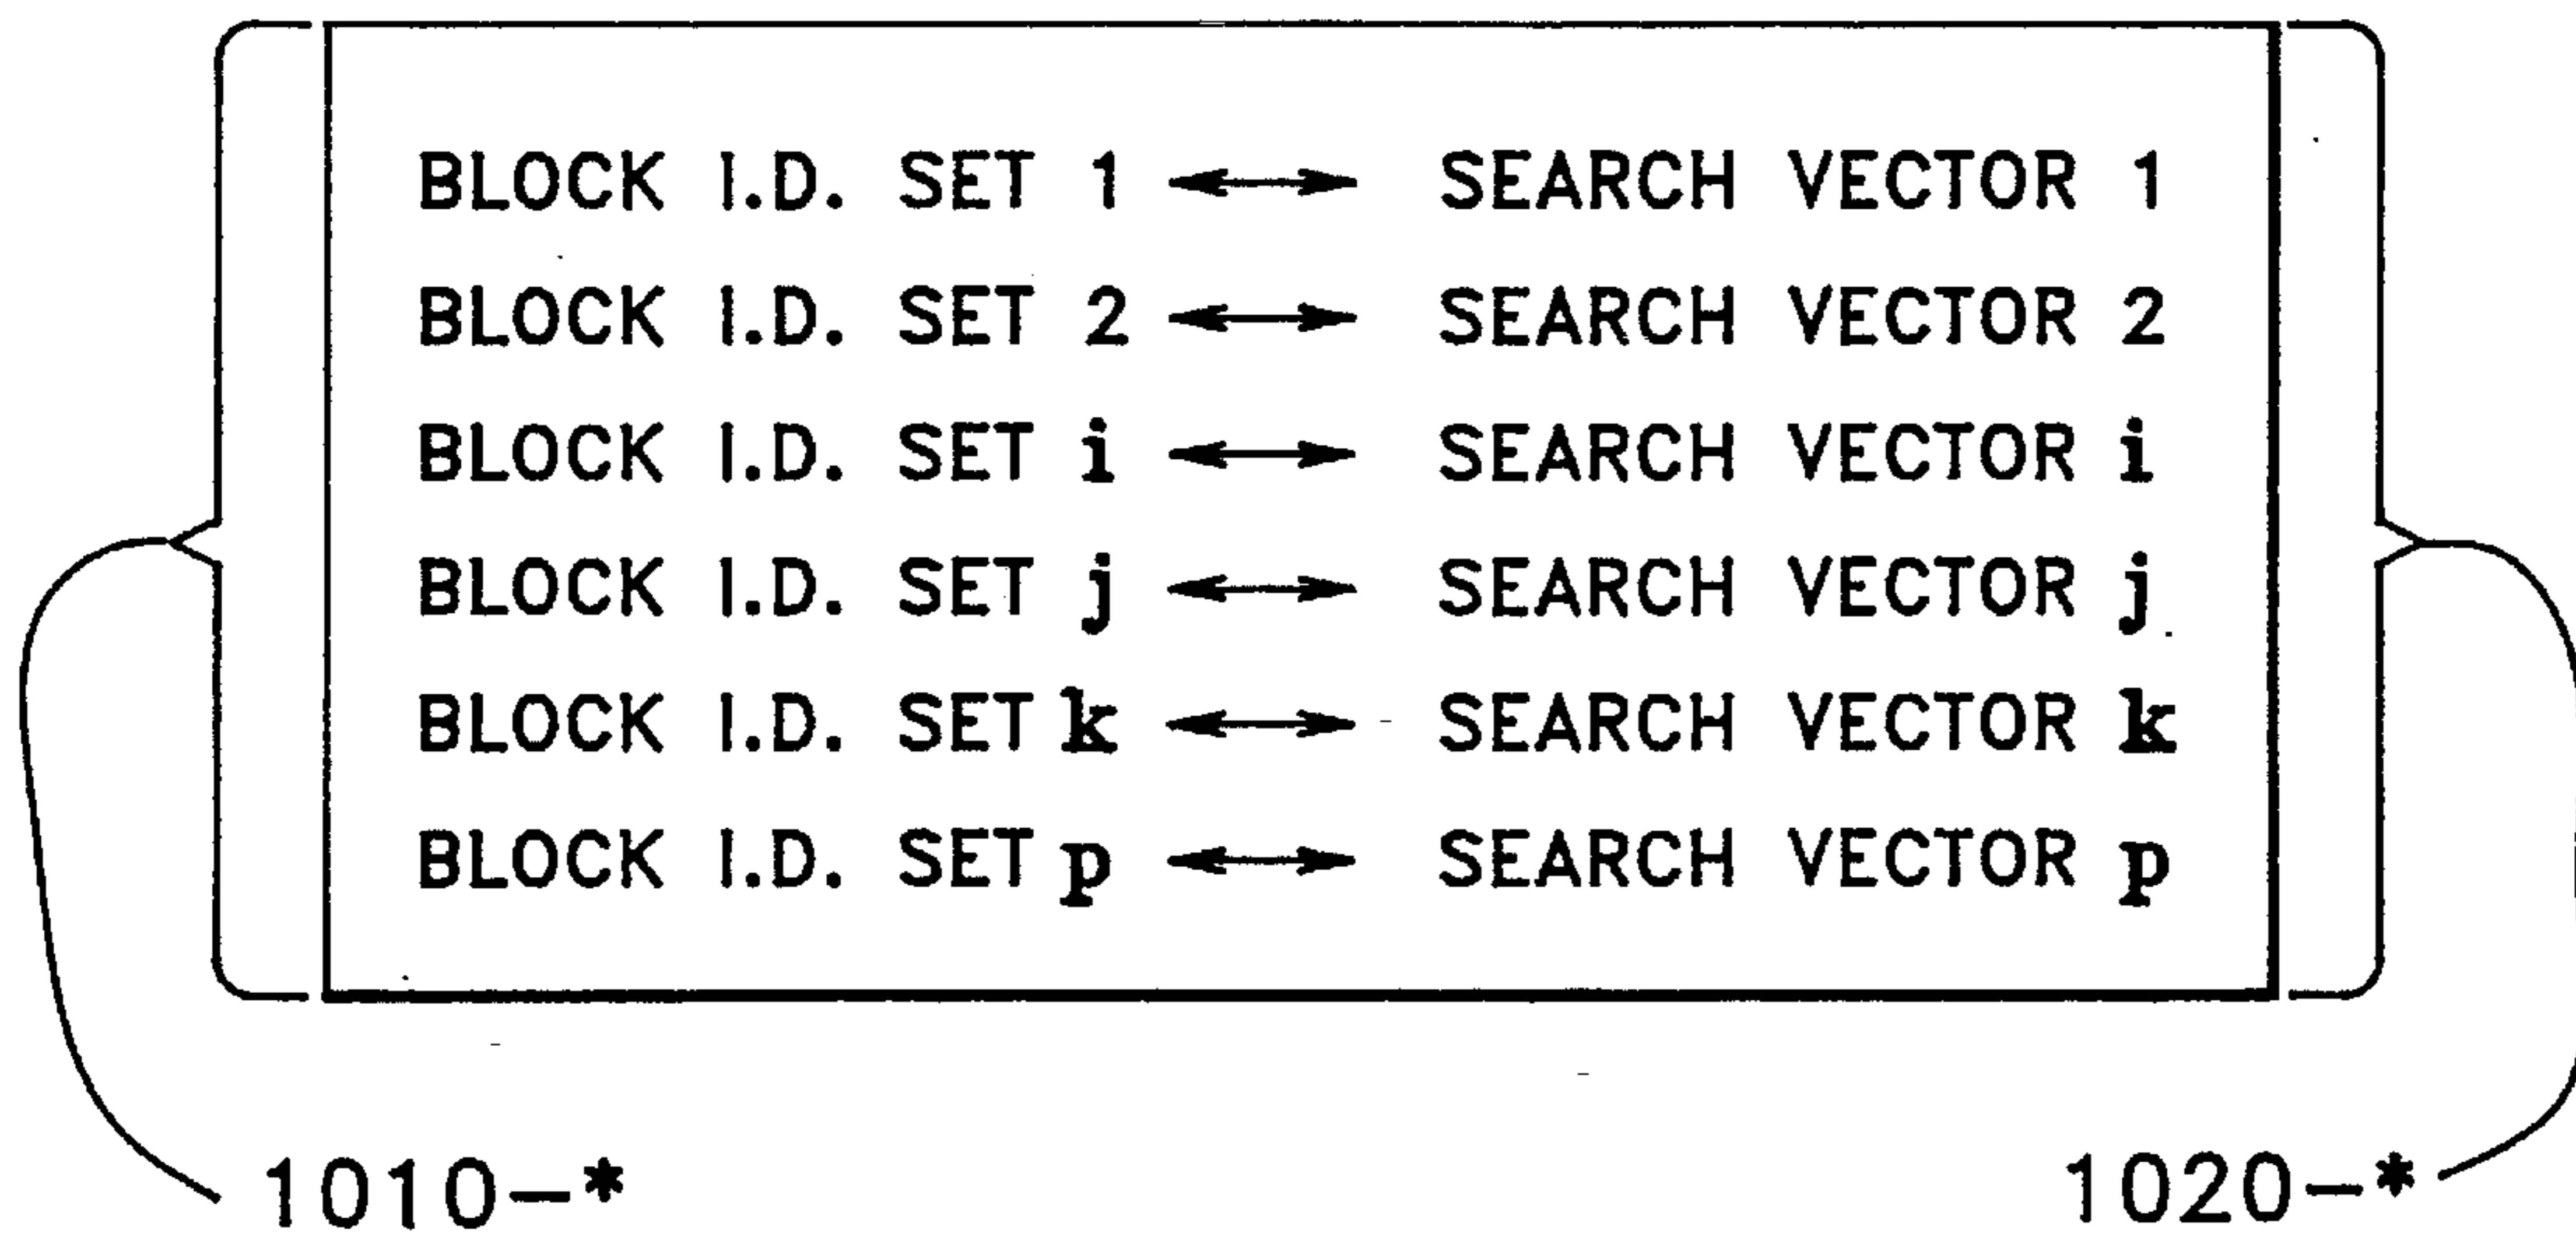 BLOCK I.D. SET 1 ⟷ SEARCH VECTOR 1
BLOCK I.D. SET 2 ⟷ SEARCH VECTOR 2
BLOCK I.D. SET i ⟷ SEARCH VECTOR i
BLOCK I.D. SET j ⟷ SEARCH VECTOR j
BLOCK I.D. SET k ⟷ SEARCH VECTOR k
BLOCK I.D. SET p ⟷ SEARCH VECTOR p
1010-* 1020-*